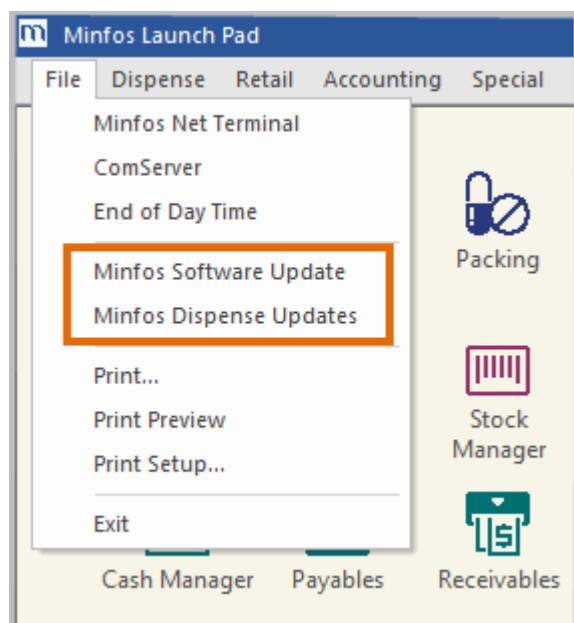 m Minfos Launch Pad
File Dispense Retail Accounting Special
Minfos Net Terminal
ComServer
End of Day Time
Minfos Software Update
Minfos Dispense Updates
Print...
Print Preview
Print Setup...
Exit
Packing
Stock
Manager
Cash Manager Payables Receivables